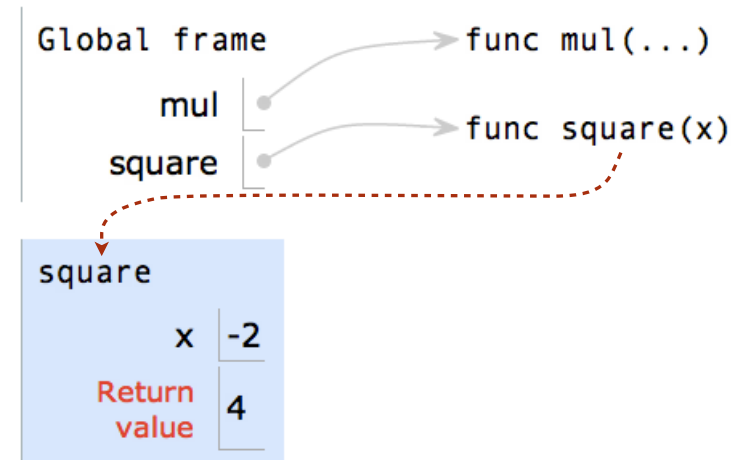 Global frame
func mul(...)
mul
func square(x)
square
square
x -2
Return
value 4